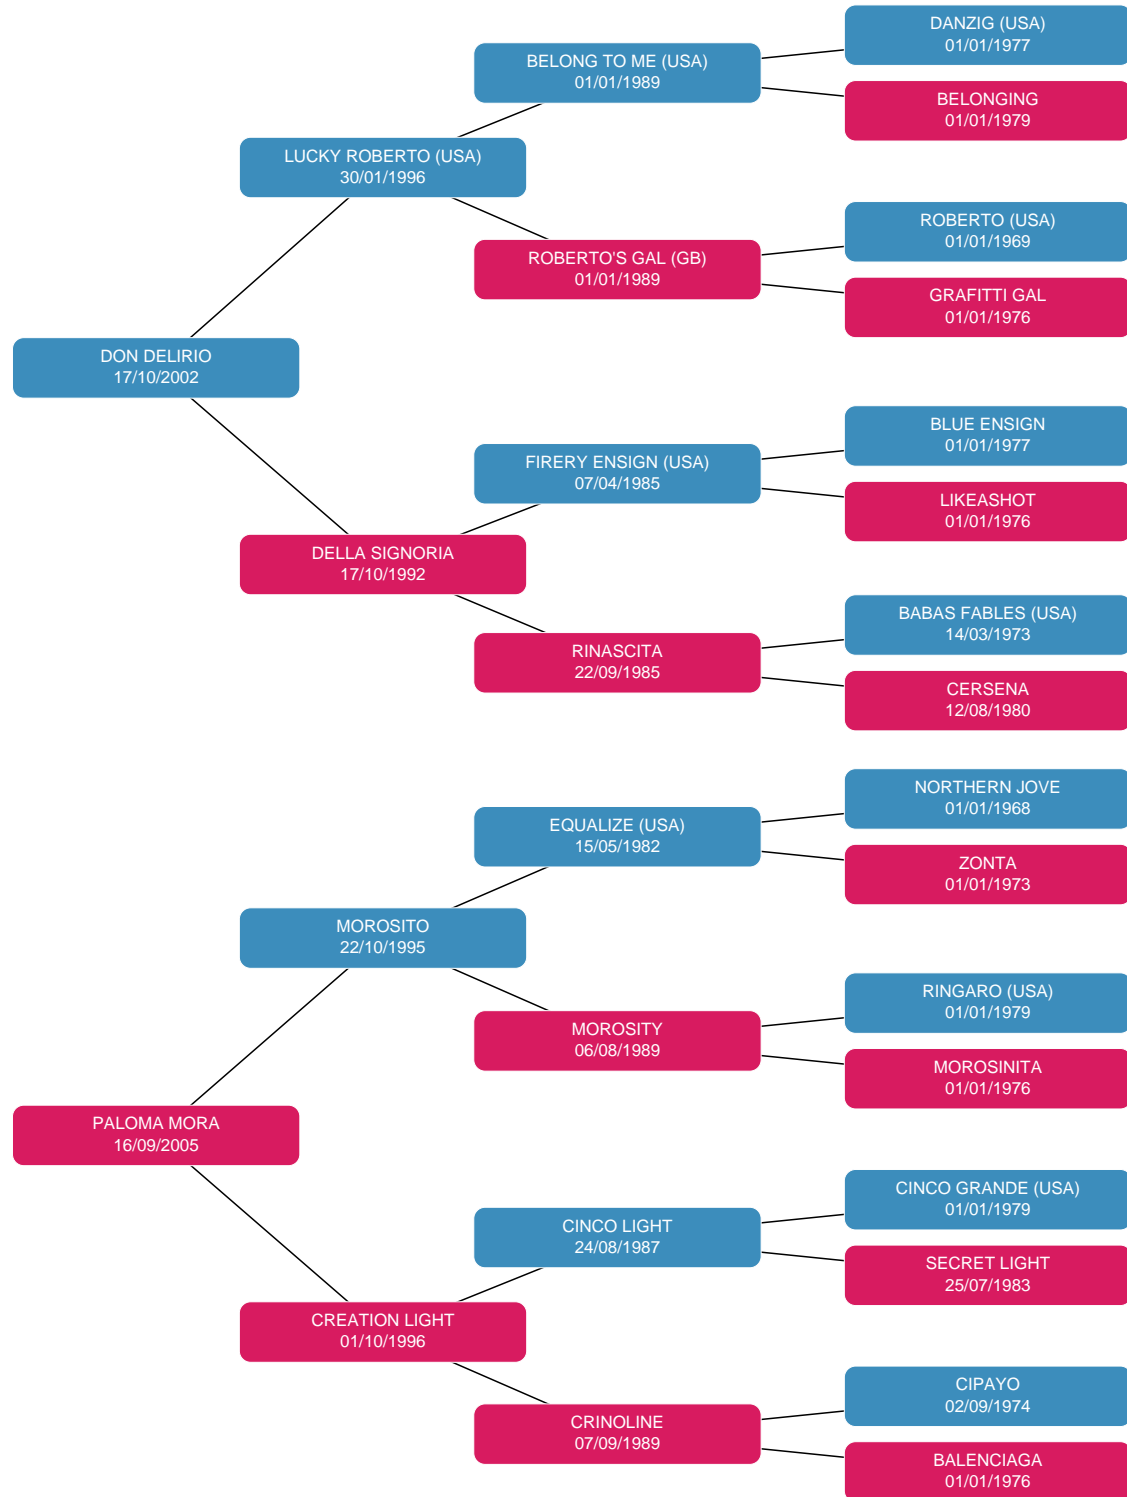 DANZIG (USA)
01/01/1977
BELONG TO ME (USA)
01/01/1989
BELONGING
01/01/1979
LUCKY ROBERTO (USA)
30/01/1996
ROBERTO (USA)
01/01/1969
ROBERTO'S GAL (GB)
01/01/1989
GRAFITTI GAL
01/01/1976
DON DELIRIO
17/10/2002
BLUE ENSIGN
01/01/1977
FIRERY ENSIGN (USA)
07/04/1985
LIKEASHOT
01/01/1976
DELLA SIGNORIA
17/10/1992
BABAS FABLES (USA)
14/03/1973
RINASCITA
22/09/1985
CERSENA
12/08/1980
NORTHERN JOVE
01/01/1968
EQUALIZE (USA)
15/05/1982
ZONTA
01/01/1973
MOROSITO
22/10/1995
RINGARO (USA)
01/01/1979
MOROSITY
06/08/1989
MOROSINITA
01/01/1976
PALOMA MORA
16/09/2005
CINCO GRANDE (USA)
01/01/1979
CINCO LIGHT
24/08/1987
SECRET LIGHT
25/07/1983
CREATION LIGHT
01/10/1996
CIPAYO
02/09/1974
CRINOLINE
07/09/1989
BALENCIAGA
01/01/1976